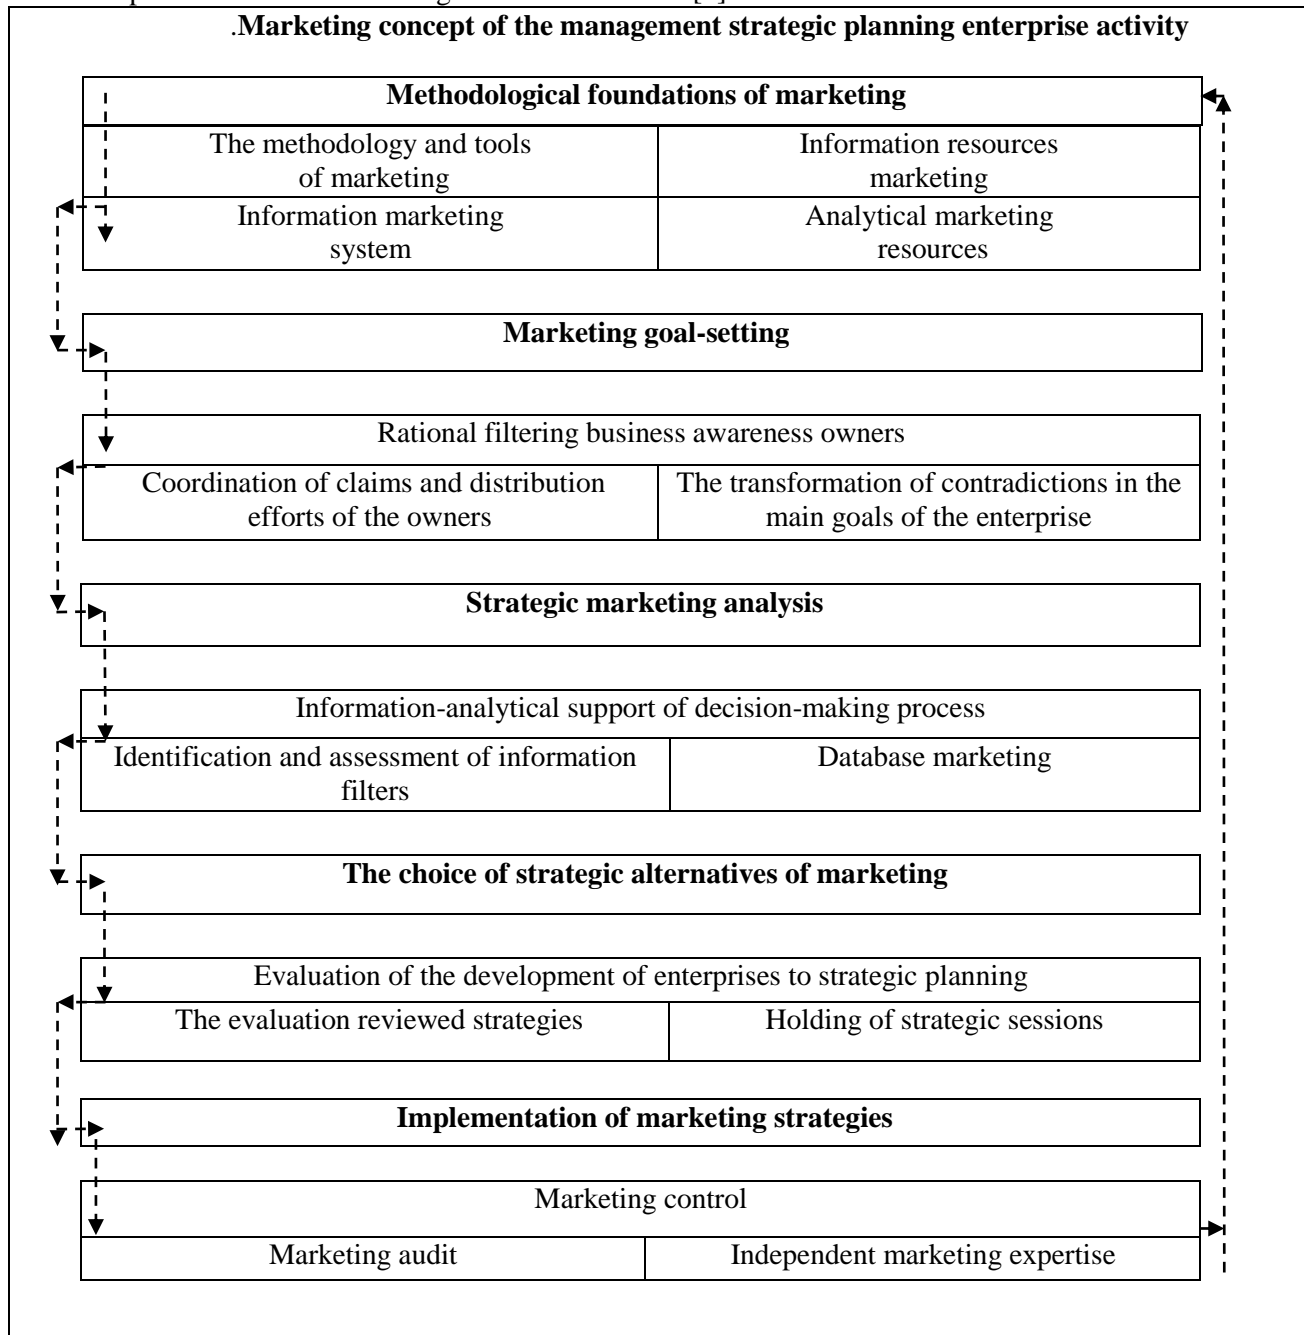 .Marketing concept of the management strategic planning enterprise activity
Methodological foundations of marketing
The methodology and tools
of marketing
Information resources
marketing
Information marketing
system
Analytical marketing
resources
Marketing goal-setting
Rational filtering business awareness owners
Coordination of claims and distribution
efforts of the owners
The transformation of contradictions in the
main goals of the enterprise
Strategic marketing analysis
Information-analytical support of decision-making process
Identification and assessment of information
filters
Database marketing
The choice of strategic alternatives of marketing
Evaluation of the development of enterprises to strategic planning
The evaluation reviewed strategies
Holding of strategic sessions
Implementation of marketing strategies
Marketing control
Marketing audit
Independent marketing expertise